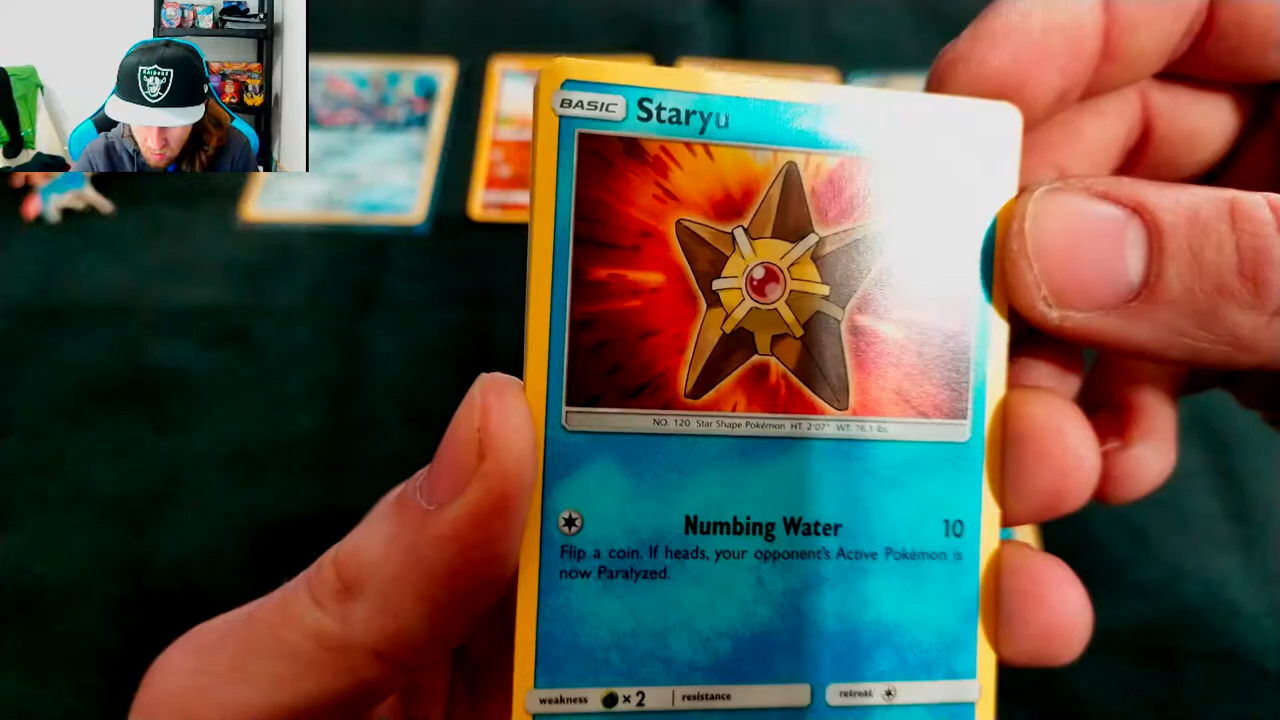 RAIDERS
BASIC Staryu
NO. 120 Star Shape Pokémon HT. 2'07" WT. 76.1 lbs.
Numbing Water 10
Flip a coin. If heads, your opponent's Active Pokémon is
now Paralyzed.
weakness ×2 resistance retreat